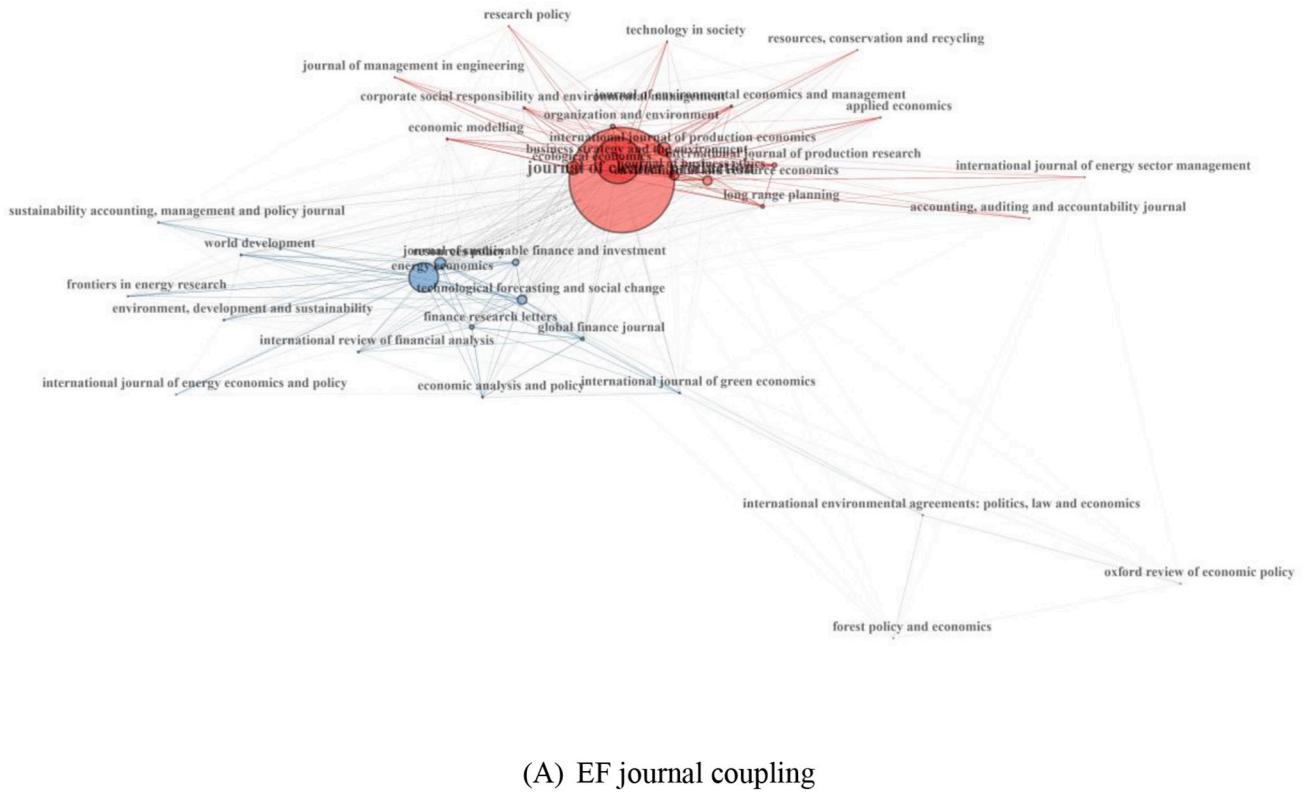 research policy
technology in society
resources, conservation and recycling
journal of management in engineering
journal of environmental economics and management
corporate social responsibility and environmental management
applied economics
organization and environment
economic modelling
international journal of production economics
business strategy and the environment
international journal of production research
ecological economics
international journal of energy sector management
journal of
resource economics
long range planning
accounting, auditing and accountability journal
sustainability accounting, management and policy journal
world development
journal of sustainable finance and investment
energy economics
frontiers in energy research
technological forecasting and social change
environment, development and sustainability
finance research letters
global finance journal
international review of financial analysis
international journal of energy economics and policy
economic analysis and policy
international journal of green economics
international environmental agreements: politics, law and economics
oxford review of economic policy
forest policy and economics
(A) EF journal coupling